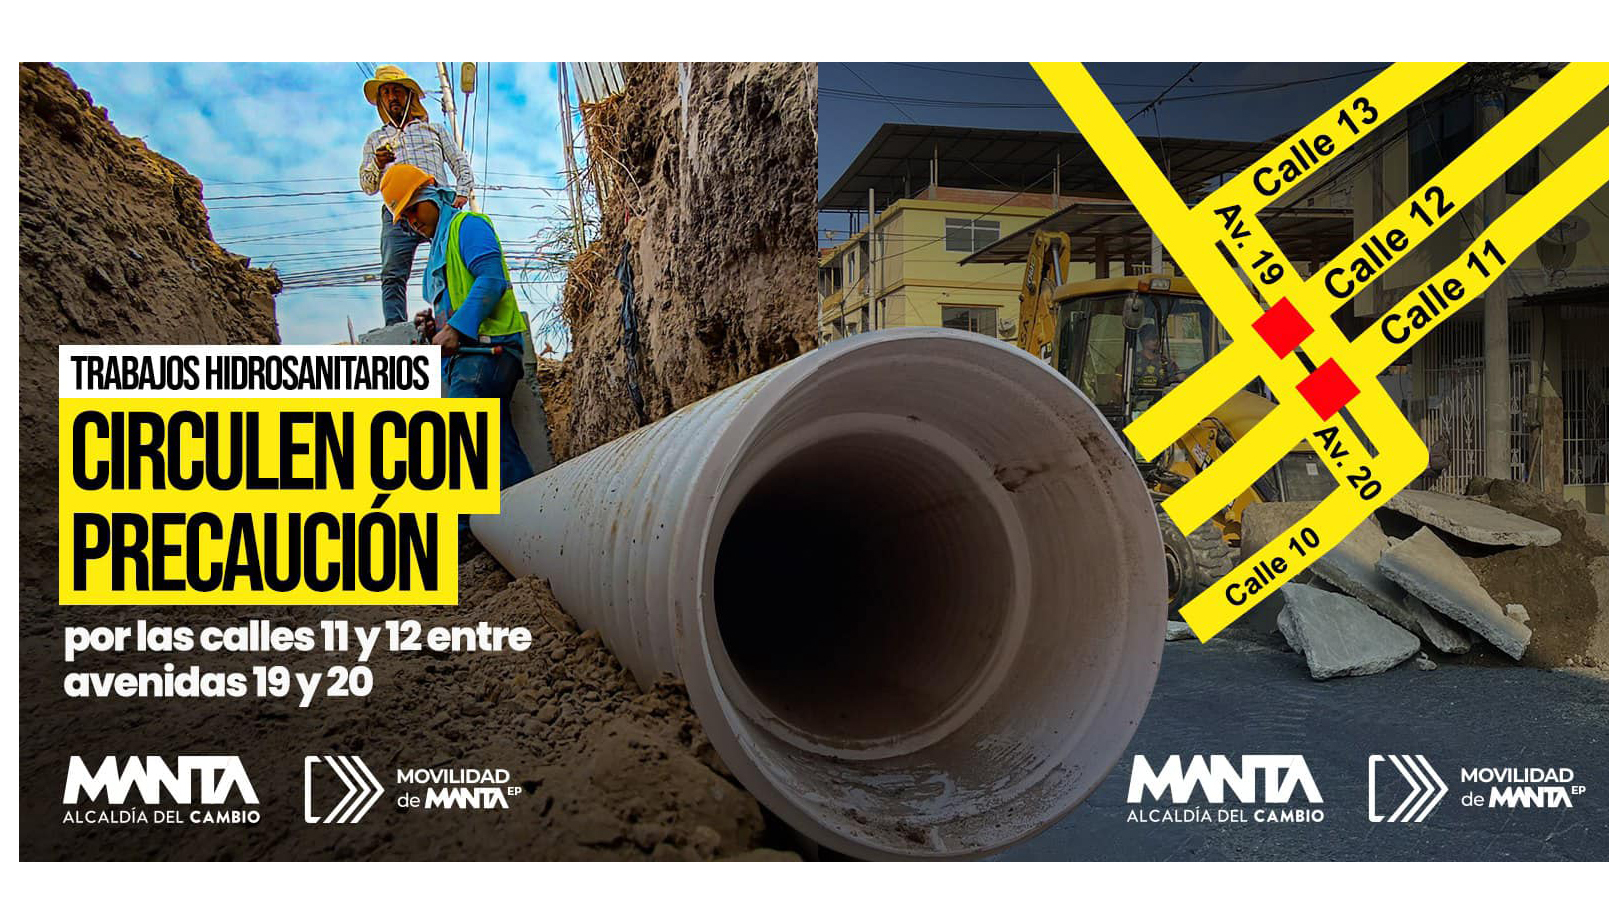 TRABAJOS HIDROSANITARIOS
CIRCULEN CON
PRECAUCIÓN
por las calles 11 y 12 entre
avenidas 19 y 20
MANTA
ALCALDÍA DEL CAMBIO
MOVILIDAD
de MANTA EP
Calle 13
Av. 19
Calle 12
Calle 11
Av. 20
Calle 10
MANTA
ALCALDÍA DEL CAMBIO
MOVILIDAD
de MANTA EP